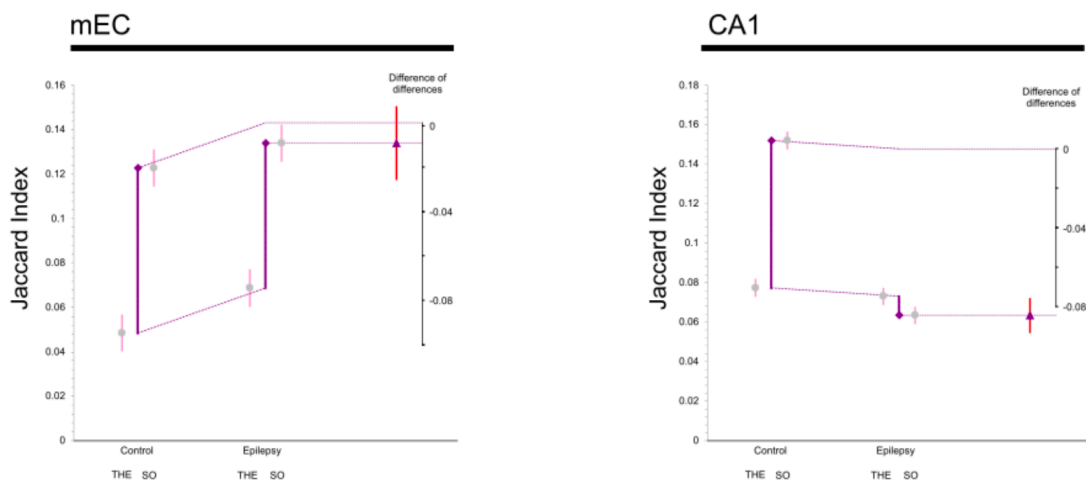 mEC
Difference of
differences
0.16
0.14
0.12
0.1
0.08
0.06
0.04
0.02
0
Jaccard Index
0
-0.04
-0.08
Control
Epilepsy
THE SO
THE SO
CA1
Difference of
differences
0.18
0.16
0.14
0.12
0.1
0.08
0.06
0.04
0.02
0
Jaccard Index
0
-0.04
-0.08
Control
Epilepsy
THE SO
THE SO